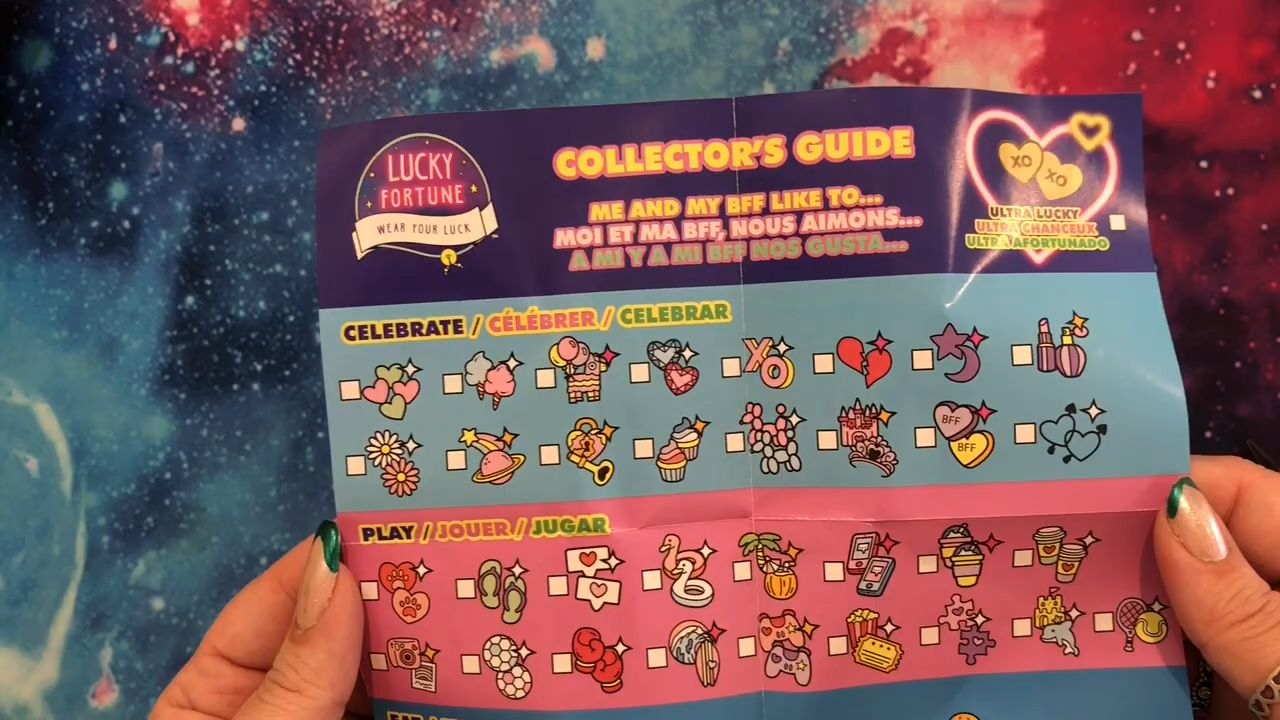 LUCKY
FORTUNE
WEAR YOUR LUCK
COLLECTOR'S GUIDE
ME AND MY BFF LIKE TO...
MOI ET MA BFF, NOUS AIMONS...
A MI Y A MI BFF NOS GUSTA...
XO
XO
ULTRA LUCKY
ULTRA CHANCEUX
ULTRA AFORTUNADO
CELEBRATE / CÉLÉBRER / CELEBRAR
XO
BFF
BFF
PLAY / JOUER / JUGAR